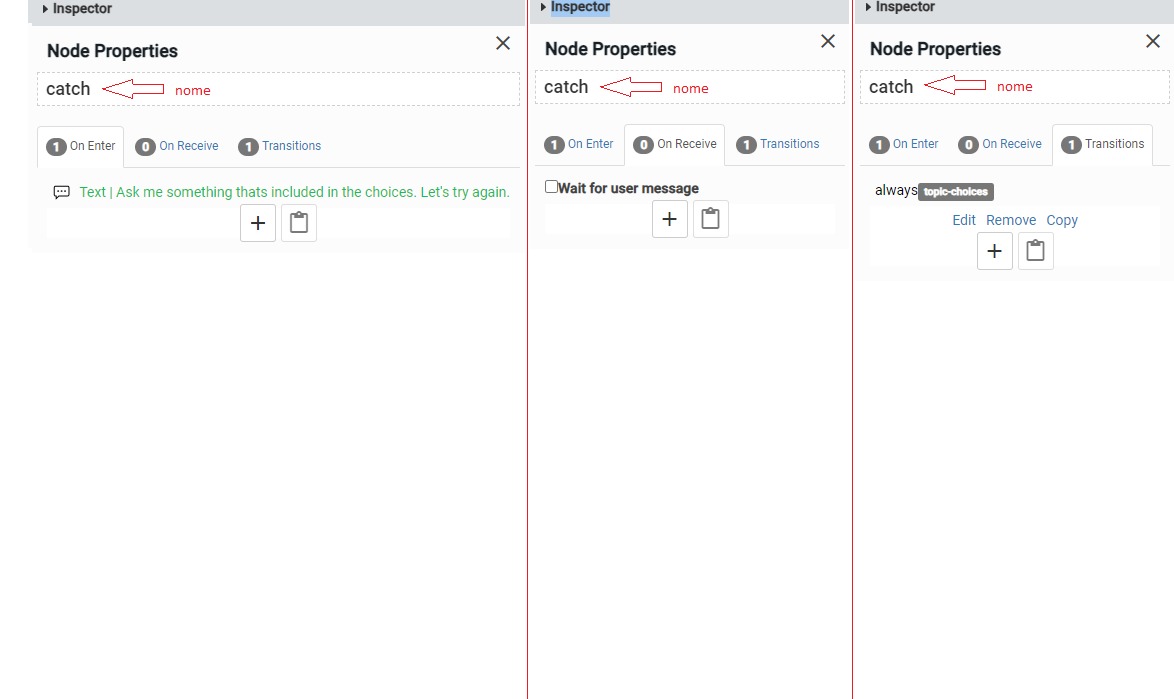 Inspector
Node Properties
catch nome
1 On Enter 0 On Receive 1 Transitions
Text | Ask me something thats included in the choices. Let's try again.
Inspector
Node Properties
catch nome
1 On Enter 0 On Receive 1 Transitions
Wait for user message
Inspector
Node Properties
catch nome
1 On Enter 0 On Receive 1 Transitions
always topic-choices
Edit Remove Copy